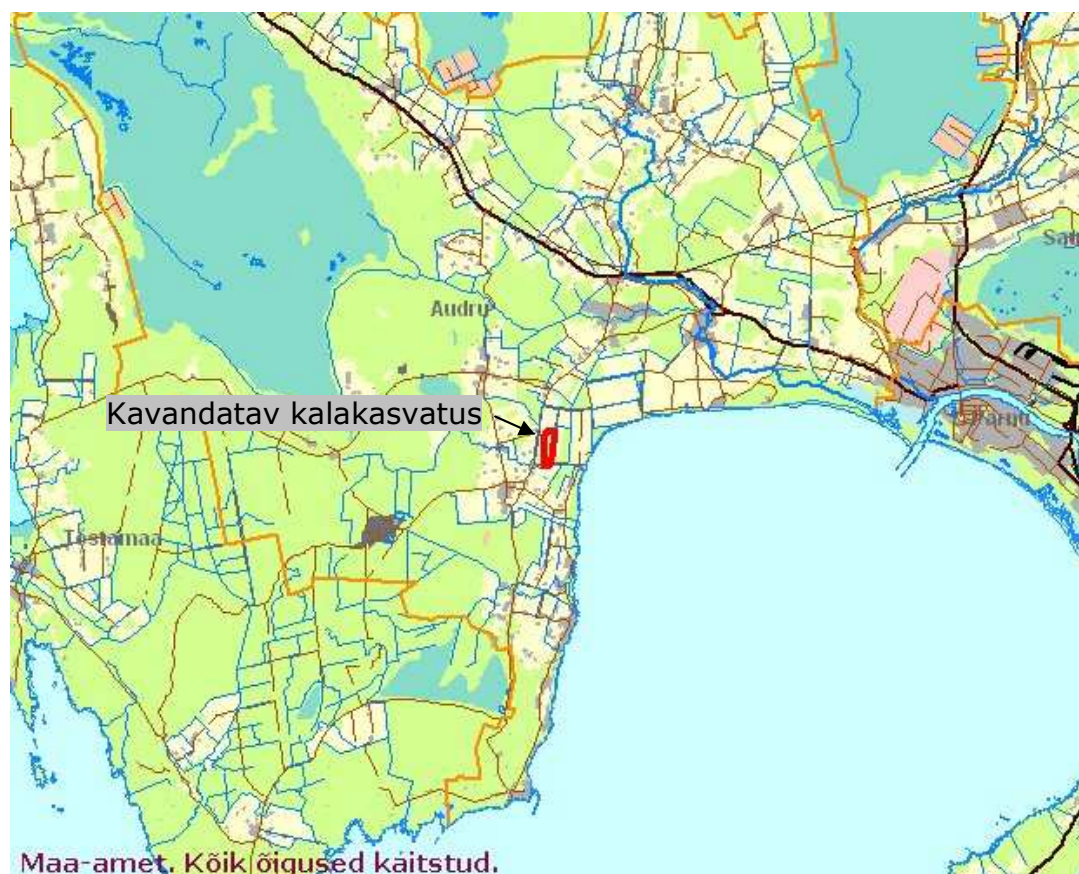 Audru
Kavandatav kalakasvatus
Pärnu
Tõstamaa
Maa-amet. Kõik õigused kaitstud.